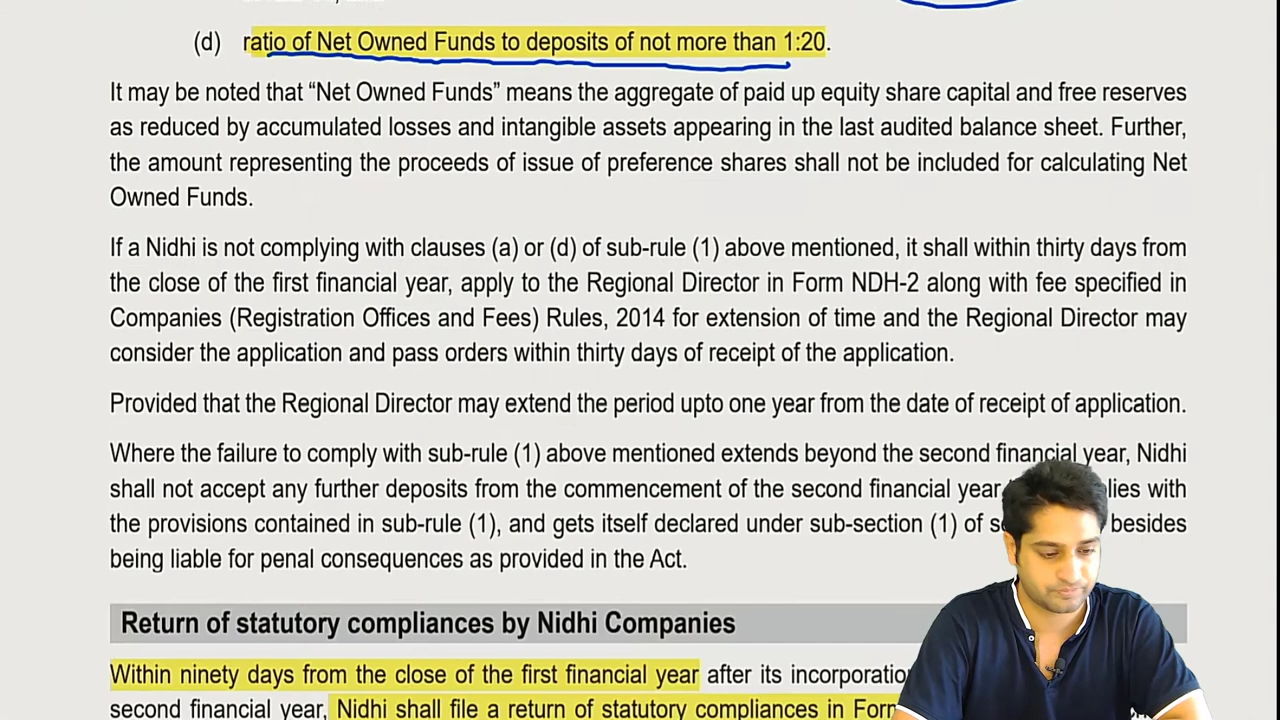 (d) ratio of Net Owned Funds to deposits of not more than 1:20.
It may be noted that “Net Owned Funds” means the aggregate of paid up equity share capital and free reserves
as reduced by accumulated losses and intangible assets appearing in the last audited balance sheet. Further,
the amount representing the proceeds of issue of preference shares shall not be included for calculating Net
Owned Funds.
If a Nidhi is not complying with clauses (a) or (d) of sub-rule (1) above mentioned, it shall within thirty days from
the close of the first financial year, apply to the Regional Director in Form NDH-2 along with fee specified in
Companies (Registration Offices and Fees) Rules, 2014 for extension of time and the Regional Director may
consider the application and pass orders within thirty days of receipt of the application.
Provided that the Regional Director may extend the period upto one year from the date of receipt of application.
Where the failure to comply with sub-rule (1) above mentioned extends beyond the second financial year, Nidhi
shall not accept any further deposits from the commencement of the second financial year
the provisions contained in sub-rule (1), and gets itself declared under sub-section (1) of besides
being liable for penal consequences as provided in the Act.
Return of statutory compliances by Nidhi Companies
Within ninety days from the close of the first financial year after its
second financial year, Nidhi shall file a return of statutory compliances in